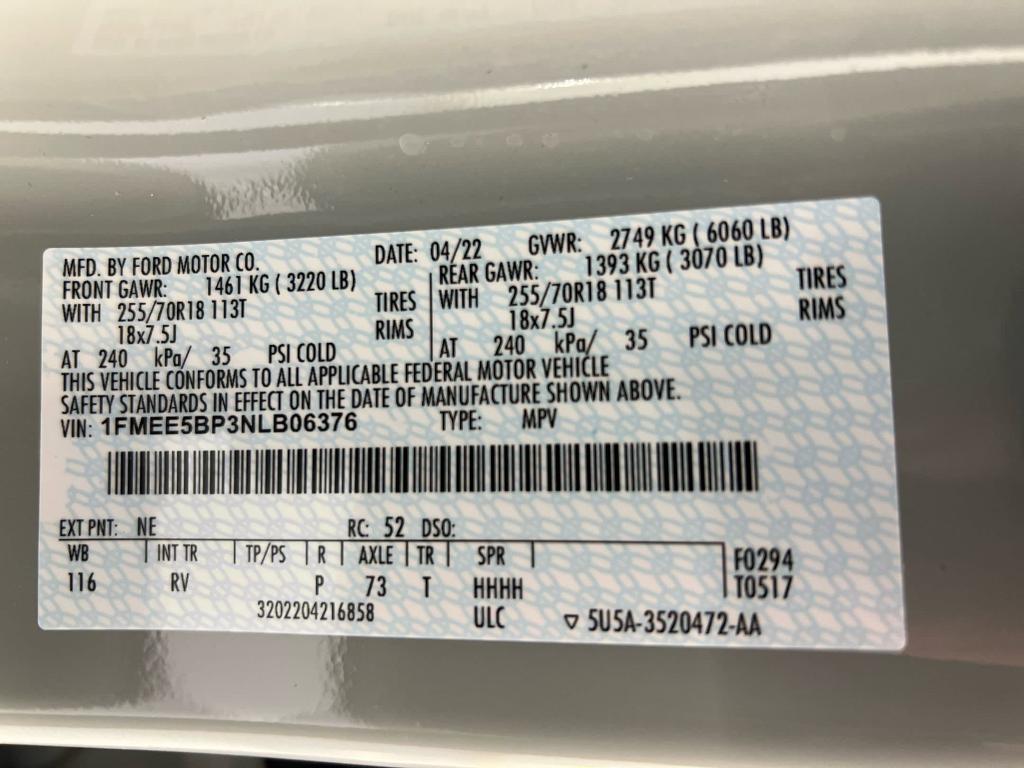 MFD. BY FORD MOTOR CO. DATE: 04/22 GVWR: 2749 KG ( 6060 LB)
FRONT GAWR: 1461 KG ( 3220 LB) REAR GAWR: 1393 KG ( 3070 LB)
WITH 255/70R18 113T TIRES WITH 255/70R18 113T TIRES
18x7.5J RIMS 18x7.5J RIMS
AT 240 kPa/ 35 PSI COLD AT 240 kPa/ 35 PSI COLD
THIS VEHICLE CONFORMS TO ALL APPLICABLE FEDERAL MOTOR VEHICLE
SAFETY STANDARDS IN EFFECT ON THE DATE OF MANUFACTURE SHOWN ABOVE.
VIN: 1FMEE5BP3NLB06376 TYPE: MPV
EXT PNT: NE RC: 52 DSO:
WB INT TR TP/PS R AXLE TR SPR F0294
116 RV P 73 T HHHH T0517
3202204216858 ULC ▽ 5U5A-3520472-AA